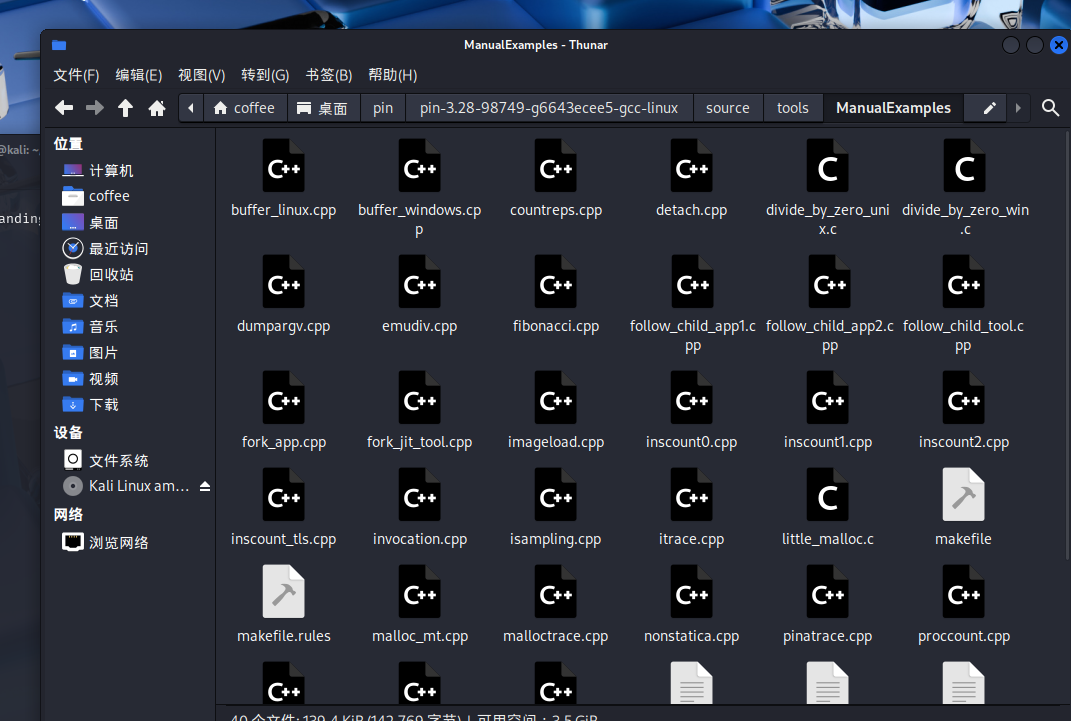 ManualExamples - Thunar
文件(F) 编辑(E) 视图(V) 转到(G) 书签(B) 帮助(H)
coffee 桌面 pin pin-3.28-98749-g6643ecee5-gcc-linux source tools ManualExamples
@kali: ~
位置
计算机
coffee
桌面
最近访问
回收站
文档
音乐
图片
视频
下载
设备
文件系统
Kali Linux am...
网络
浏览网络
C++ C++ C++ C++ C C
buffer_linux.cpp buffer_windows.cp countreps.cpp detach.cpp divide_by_zero_uni divide_by_zero_win
p x.c .c
C++ C++ C++ C++ C++ C++
dumpargv.cpp emudiv.cpp fibonacci.cpp follow_child_app1.c follow_child_app2.c follow_child_tool.c
pp pp pp
C++ C++ C++ C++ C++ C++
fork_app.cpp fork_jit_tool.cpp imageload.cpp inscount0.cpp inscount1.cpp inscount2.cpp
C++ C++ C++ C++ C
inscount_tls.cpp invocation.cpp isampling.cpp itrace.cpp little_malloc.c makefile
C++ C++ C++ C++ C++
makefile.rules malloc_mt.cpp malloctrace.cpp nonstatica.cpp pinatrace.cpp proccount.cpp
C++ C++ C++
40 个文件: 139.4 KiB (142,769 字节) | 可用空间：3.5 GiB